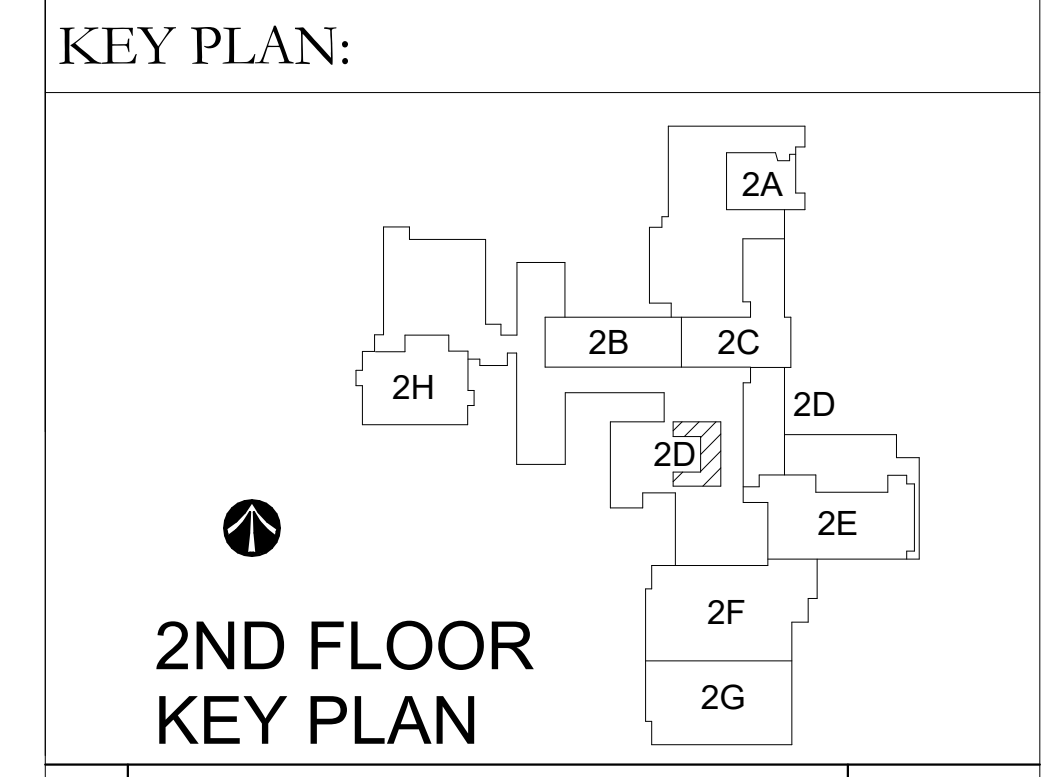 KEY PLAN:
2A
2B
2C
2H
2D
2D
2E
2F
2G
2ND FLOOR
KEY PLAN